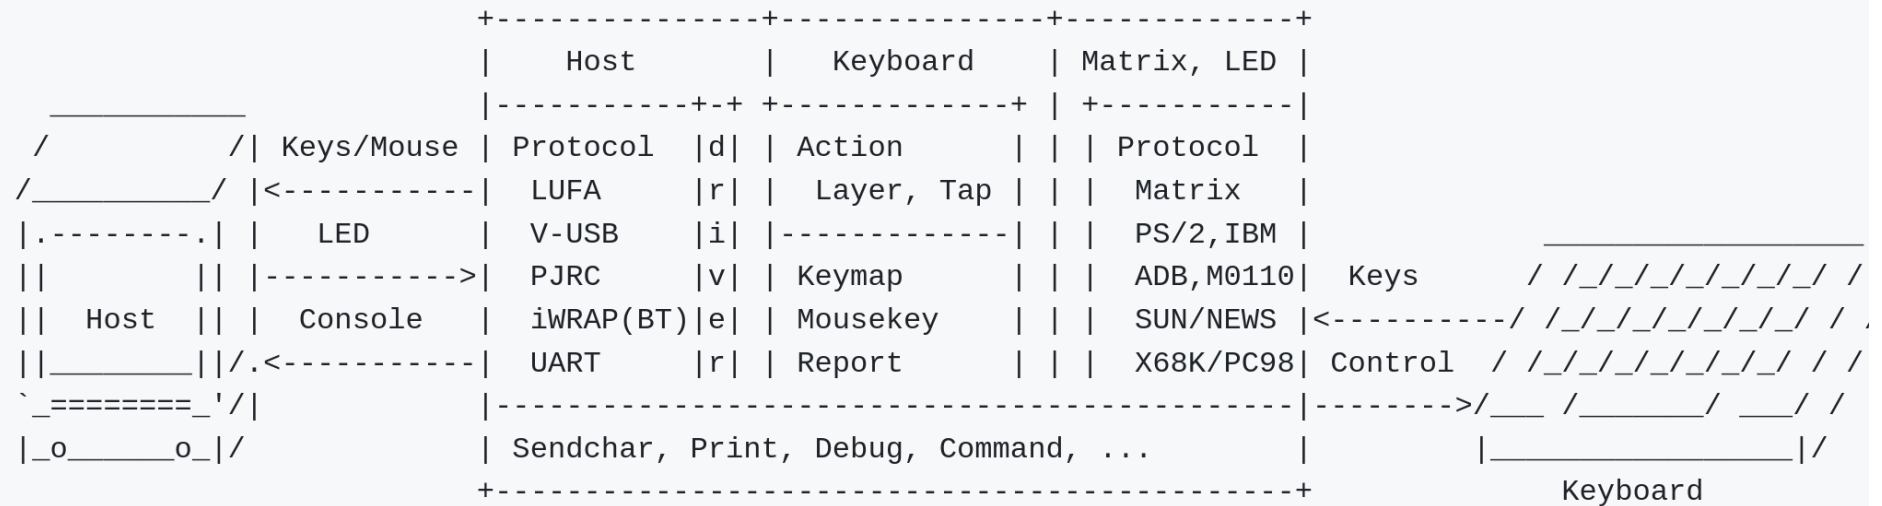 +---------------+---------------+-------------+
                          |    Host       |   Keyboard    | Matrix, LED |
  ___________             |-----------+-+ +-------------+ | +-----------|
 /          /| Keys/Mouse | Protocol  |d| | Action      | | | Protocol  |
/__________/ |<-----------|  LUFA     |r| |  Layer, Tap | | |  Matrix   |
|.--------.| |   LED      |  V-USB    |i| |-------------| | |  PS/2,IBM |             __________________
||        || |----------->|  PJRC     |v| | Keymap      | | |  ADB,M0110|  Keys      / /_/_/_/_/_/_/_/ /
||  Host  || |  Console   |  iWRAP(BT)|e| | Mousekey    | | |  SUN/NEWS |<----------/ /_/_/_/_/_/_/_/ / /
||________||/.<-----------|  UART     |r| | Report      | | |  X68K/PC98| Control  / /_/_/_/_/_/_/_/ / /
`_========_'/|            |---------------------------------------------|-------->/___ /_______/ ___/ /
|_o______o_|/             | Sendchar, Print, Debug, Command, ...        |         |_________________|/
                          +---------------------------------------------+              Keyboard